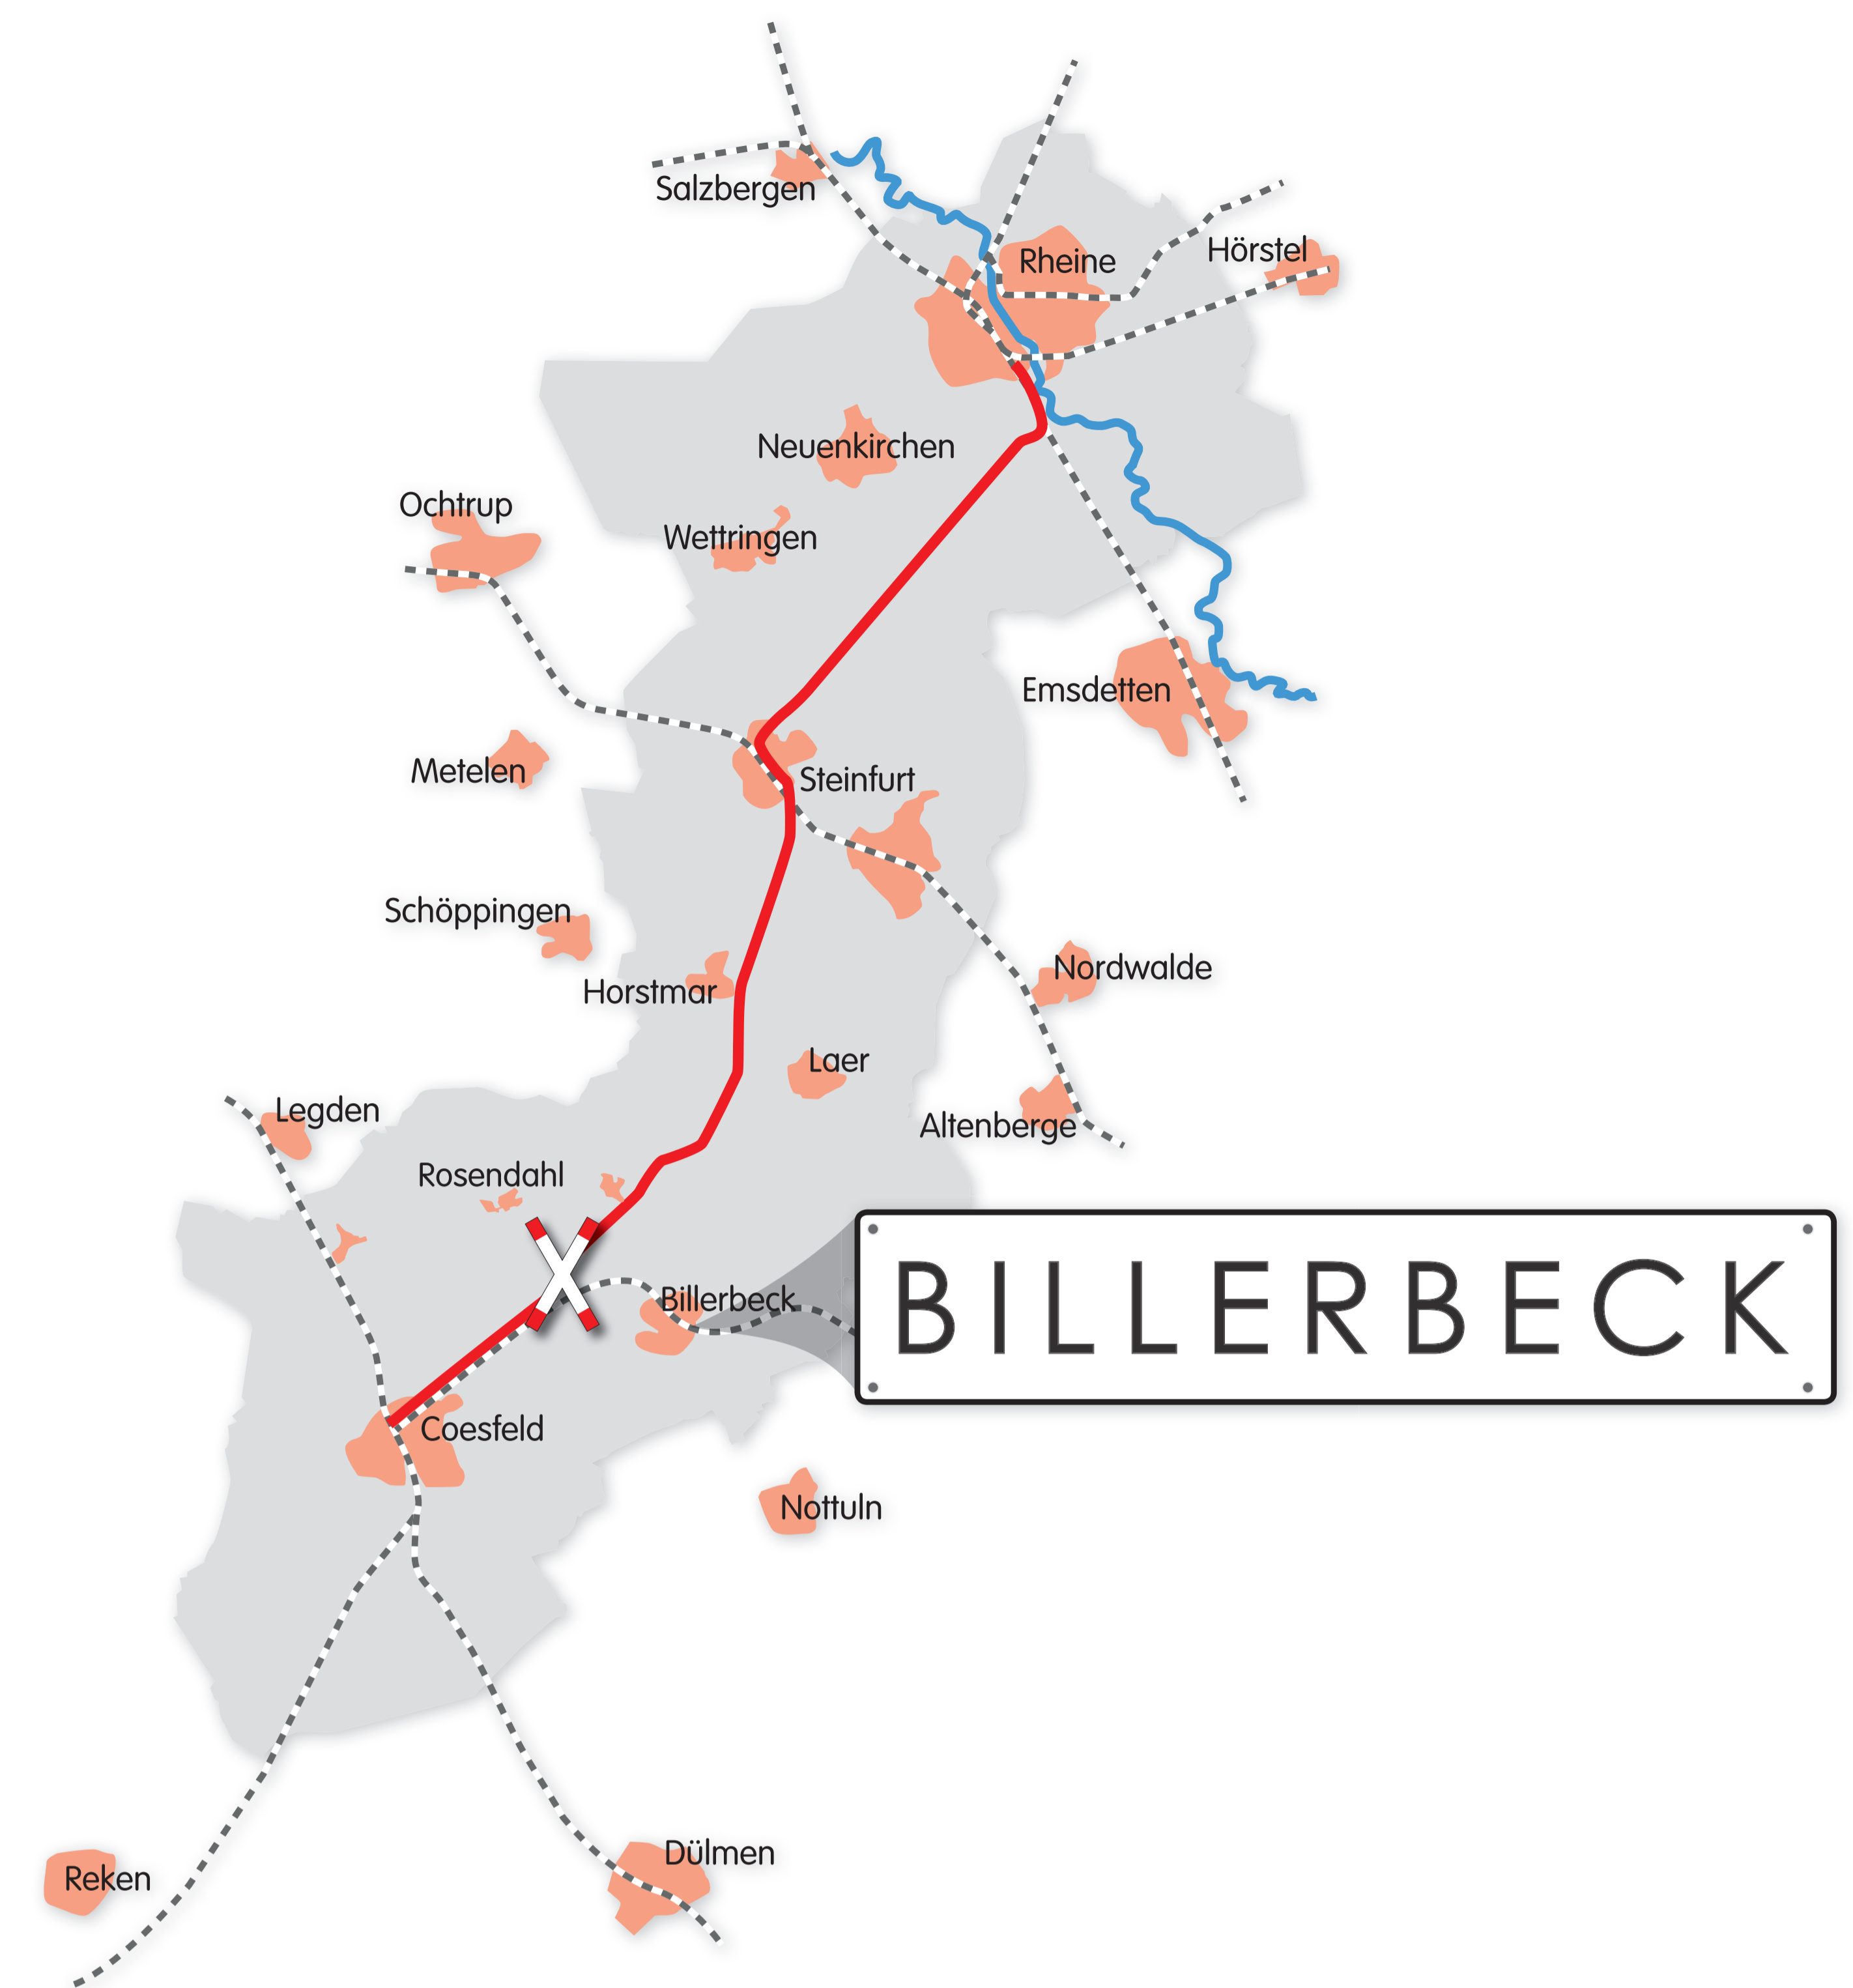 Salzbergen
Rheine
Hörstel
Neuenkirchen
Ochtrup
Wettringen
Emsdetten
Metelen
Steinfurt
Schöppingen
Nordwalde
Horstmar
Laer
Legden
Altenberge
Rosendahl
Billerbeck
BILLERBECK
Coesfeld
Nottuln
Dülmen
Reken